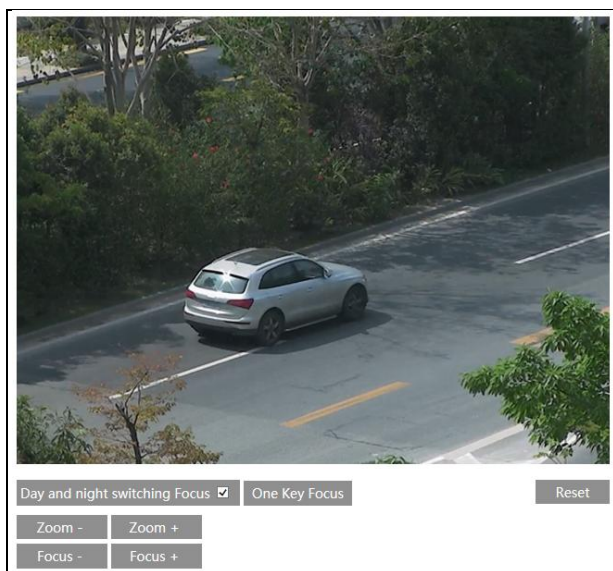 Day and night switching Focus One Key Focus Reset
Zoom - Zoom +
Focus - Focus +